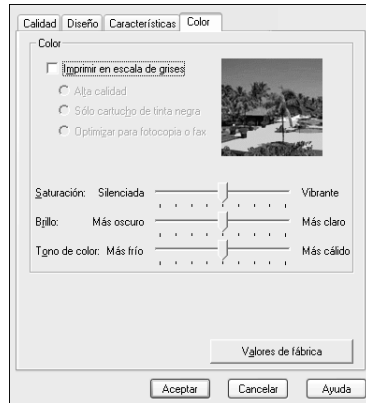 Calidad Diseño Características Color
Color
Imprimir en escala de grises
Alta calidad
Sólo cartucho de tinta negra
Optimizar para fotocopia o fax
Saturación: Silenciada Vibrante
Brillo: Más oscuro Más claro
Tono de color: Más frío Más cálido
Valores de fábrica
Aceptar Cancelar Ayuda